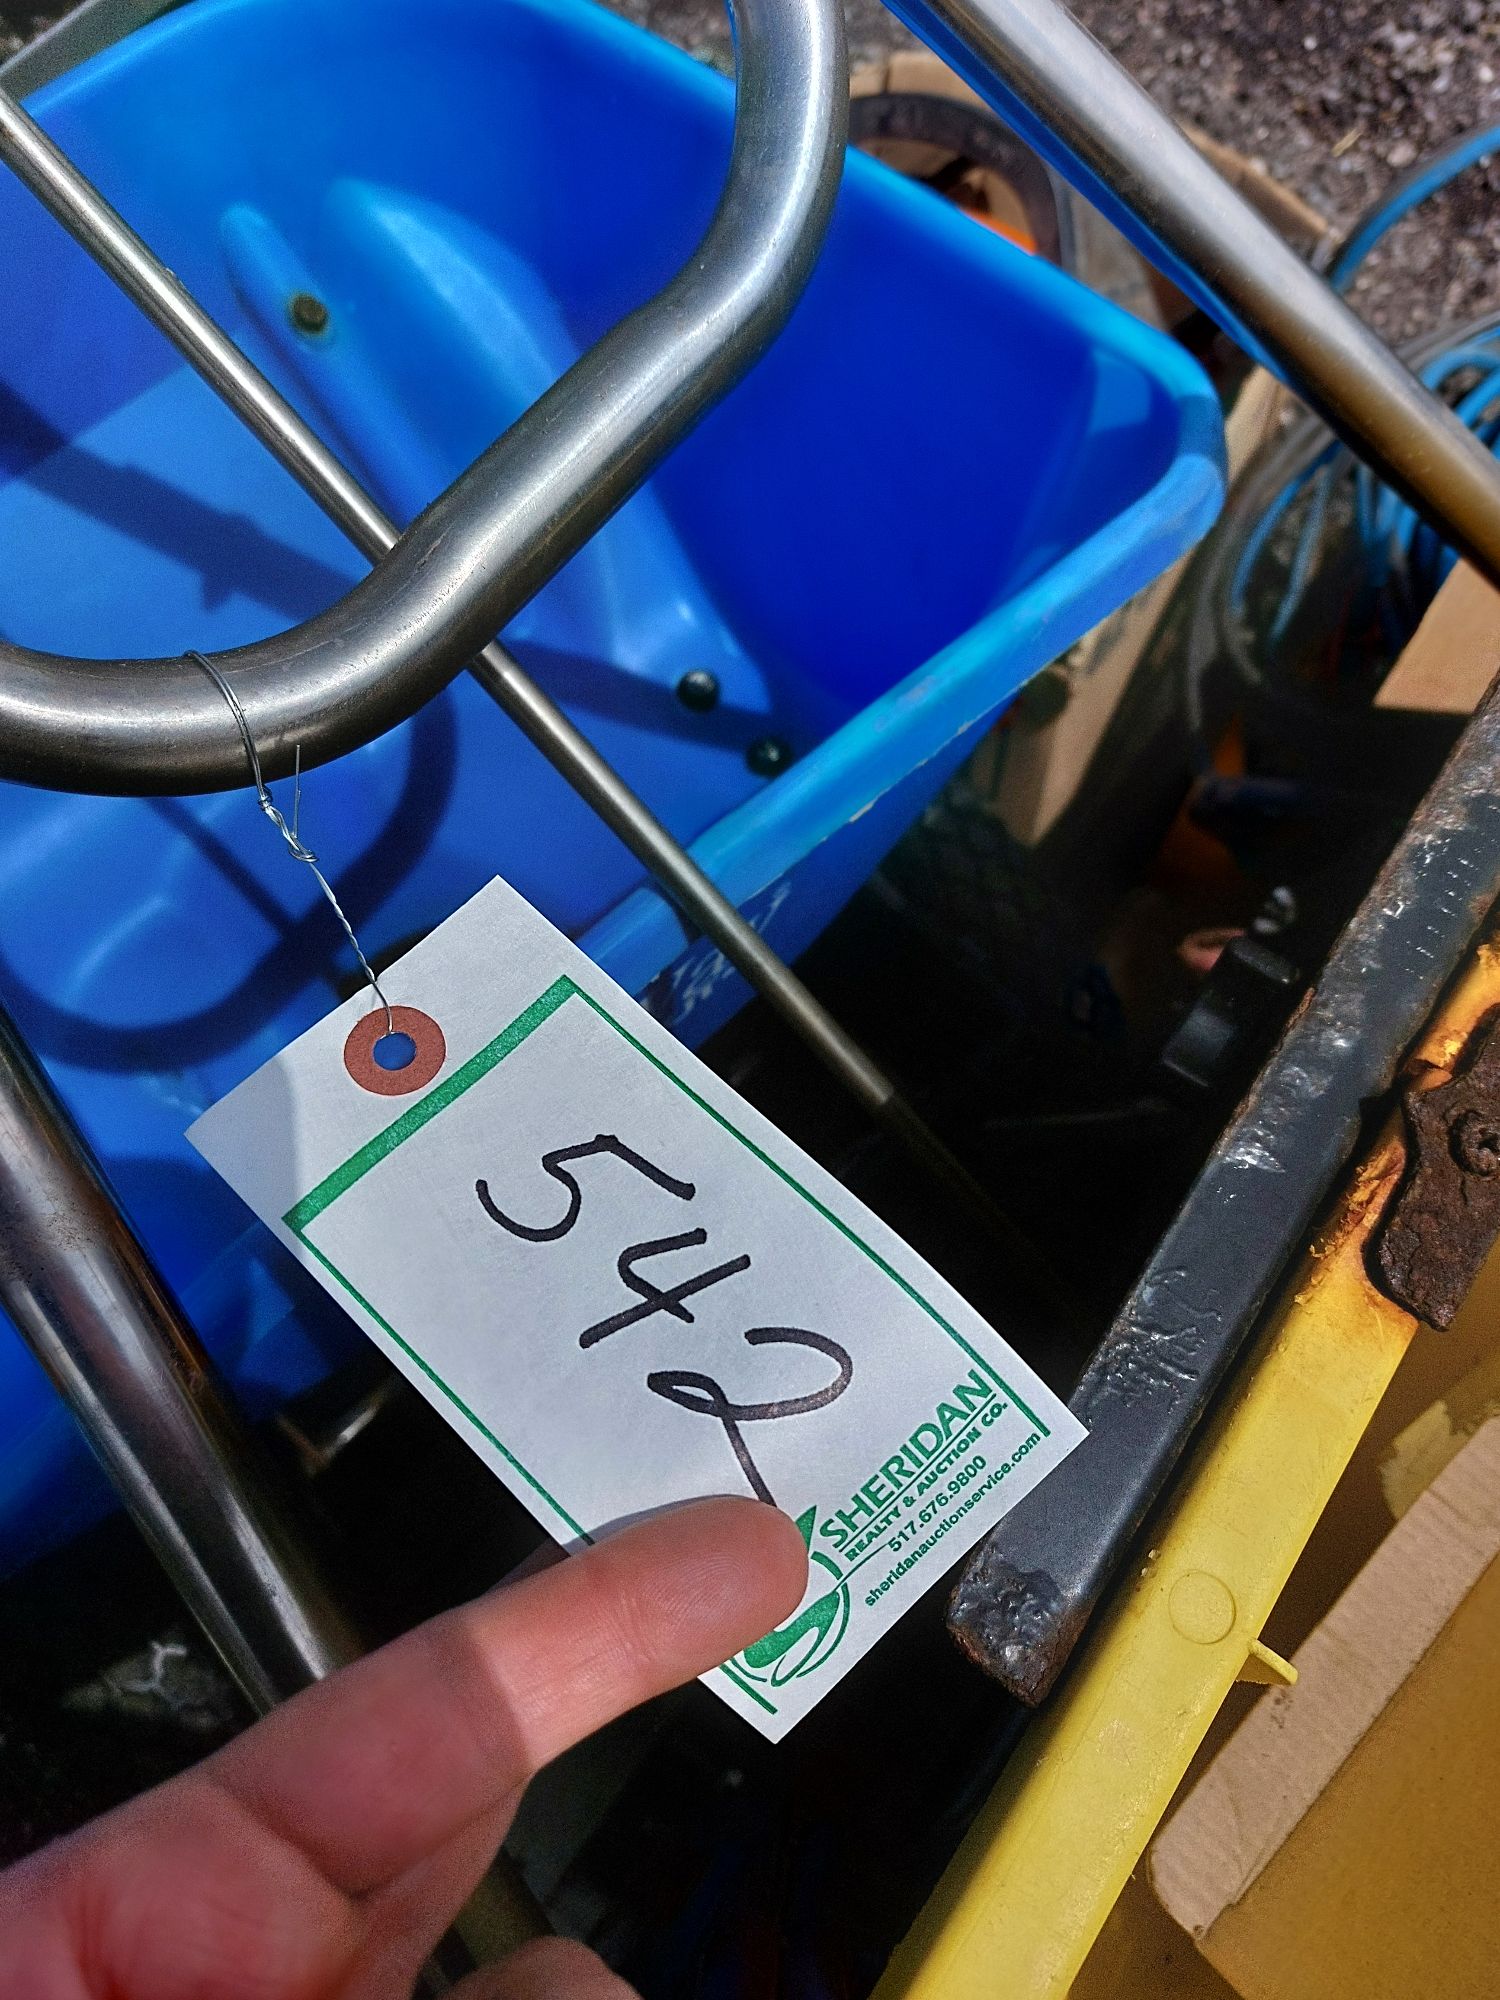 542
SHERIDAN
REALTY & AUCTION CO.
517.676.9800
sheridanauctionservice.com